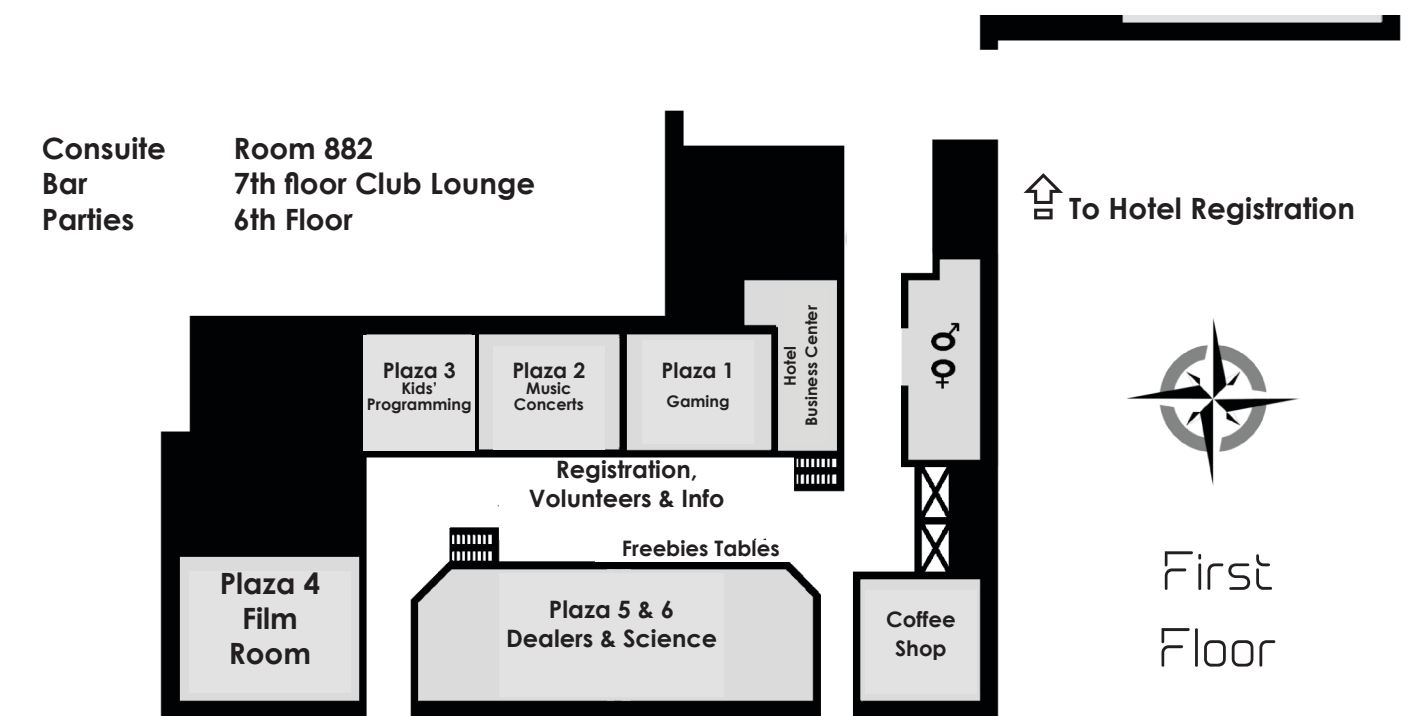 Consuite Room 882
Bar 7th floor Club Lounge
Parties 6th Floor
To Hotel Registration
Hotel
Business Center
Plaza 3
Kids'
Programming
Plaza 2
Music
Concerts
Plaza 1
Gaming
Registration,
Volunteers & Info
Freebies Tables
Plaza 4
Film
Room
Plaza 5 & 6
Dealers & Science
Coffee
Shop
First
Floor